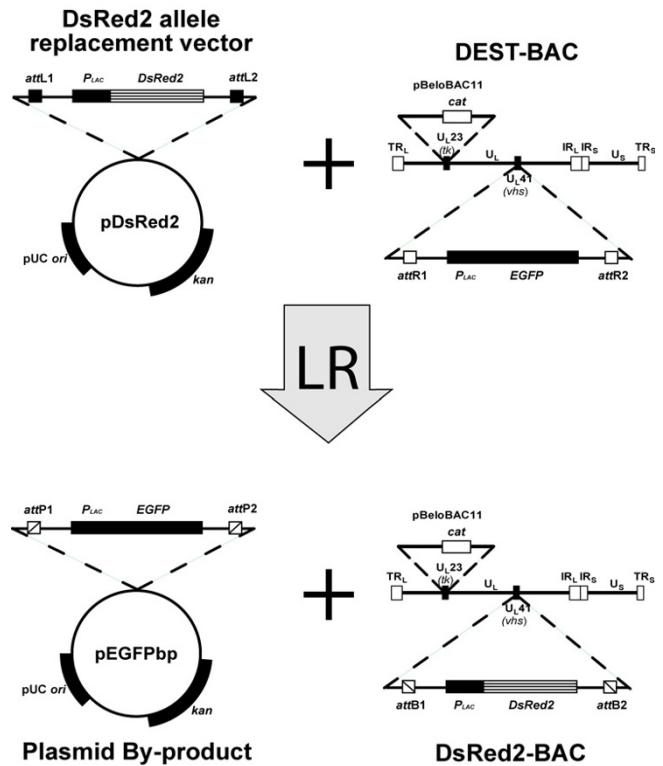 DsRed2 allele
replacement vector
attL1 PLAC DsRed2 attL2
pDsRed2
pUC ori
kan
+
DEST-BAC
pBeloBAC11
cat
UL23
(tk)
TRL UL IRL IRS US TRS
UL41
(vhs)
attR1 PLAC EGFP attR2
LR
attP1 PLAC EGFP attP2
pEGFPbp
pUC ori
kan
Plasmid By-product
+
pBeloBAC11
cat
UL23
(tk)
TRL UL IRL IRS US TRS
UL41
(vhs)
attB1 PLAC DsRed2 attB2
DsRed2-BAC